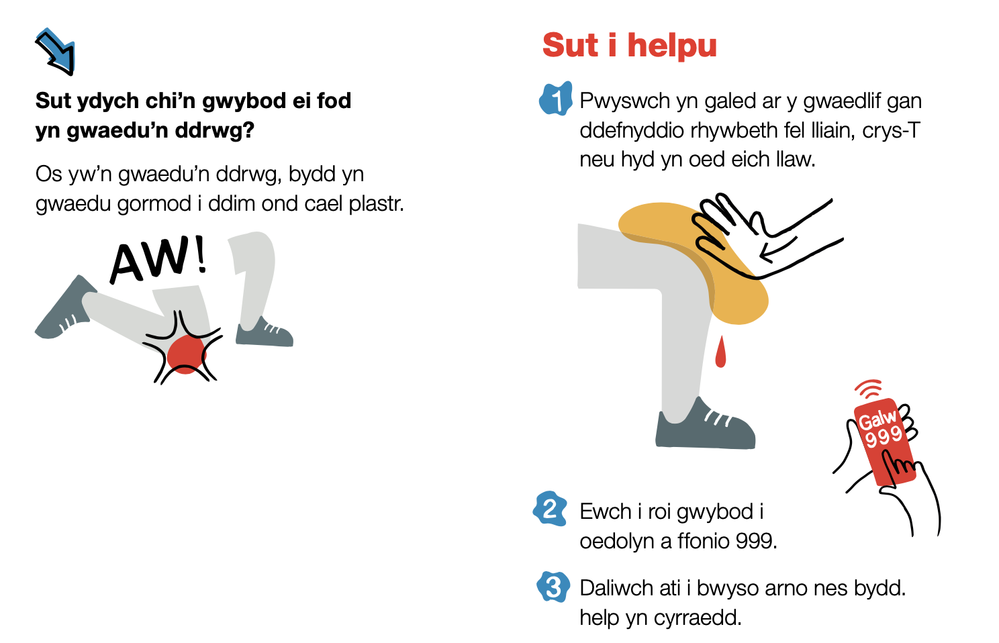 Sut ydych chi’n gwybod ei fod
yn gwaedu’n ddrwg?
Os yw’n gwaedu’n ddrwg, bydd yn
gwaedu gormod i ddim ond cael plastr.
AW!
Sut i helpu
1 Pwyswch yn galed ar y gwaedlif gan
ddefnyddio rhywbeth fel lliain, crys-T
neu hyd yn oed eich llaw.
Galw
999
2 Ewch i roi gwybod i
oedolyn a ffonio 999.
3 Daliwch ati i bwyso arno nes bydd.
help yn cyrraedd.